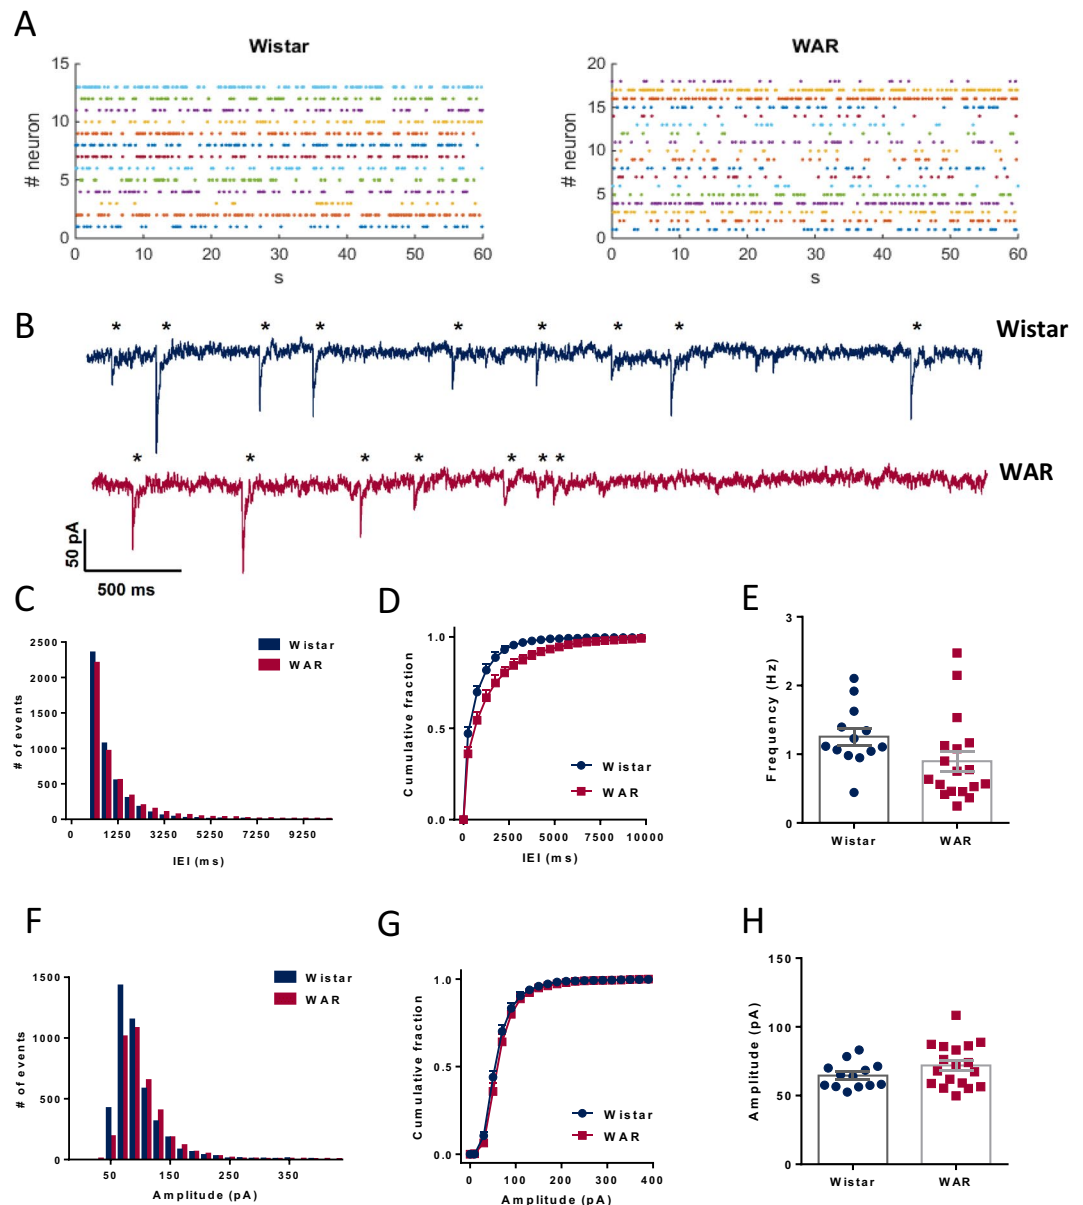 A
Wistar
WAR
15
10
5
0
# neuron
0 10 20 30 40 50 60
s
20
15
10
5
0
# neuron
0 10 20 30 40 50 60
s
B
* * * * * * * * *
Wistar
* * * * * * *
WAR
50 pA
500 ms
C
2500
2000
1500
1000
500
0
# of events
Wistar
WAR
0 1250 3250 5250 7250 9250
IEI (ms)
D
1.0
0.5
0.0
Cumulative fraction
Wistar
WAR
0 2500 5000 7500 10000
IEI (ms)
E
3
2
1
0
Frequency (Hz)
Wistar WAR
F
1500
1000
500
0
# of events
Wistar
WAR
50 150 250 350
Amplitude (pA)
G
1.0
0.5
0.0
Cumulative fraction
Wistar
WAR
0 100 200 300 400
Amplitude (pA)
H
150
100
50
0
Amplitude (pA)
Wistar WAR